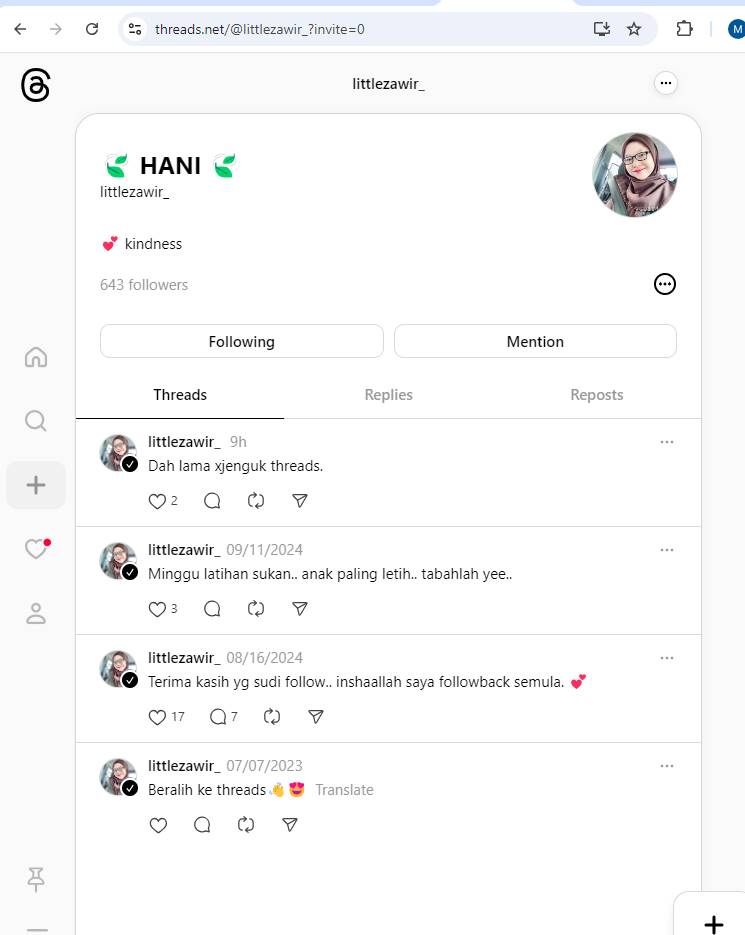 threads.net/@littlezawir_?invite=0
M
littlezawir_
🍃 HANI 🍃
littlezawir_
💕 kindness
643 followers
Following Mention
Threads Replies Reposts
littlezawir_ 9h
Dah lama xjenguk threads.
2
littlezawir_ 09/11/2024
Minggu latihan sukan.. anak paling letih.. tabahlah yee..
3
littlezawir_ 08/16/2024
Terima kasih yg sudi follow.. inshaallah saya followback semula. 💕
17 7
littlezawir_ 07/07/2023
Beralih ke threads👋😍 Translate